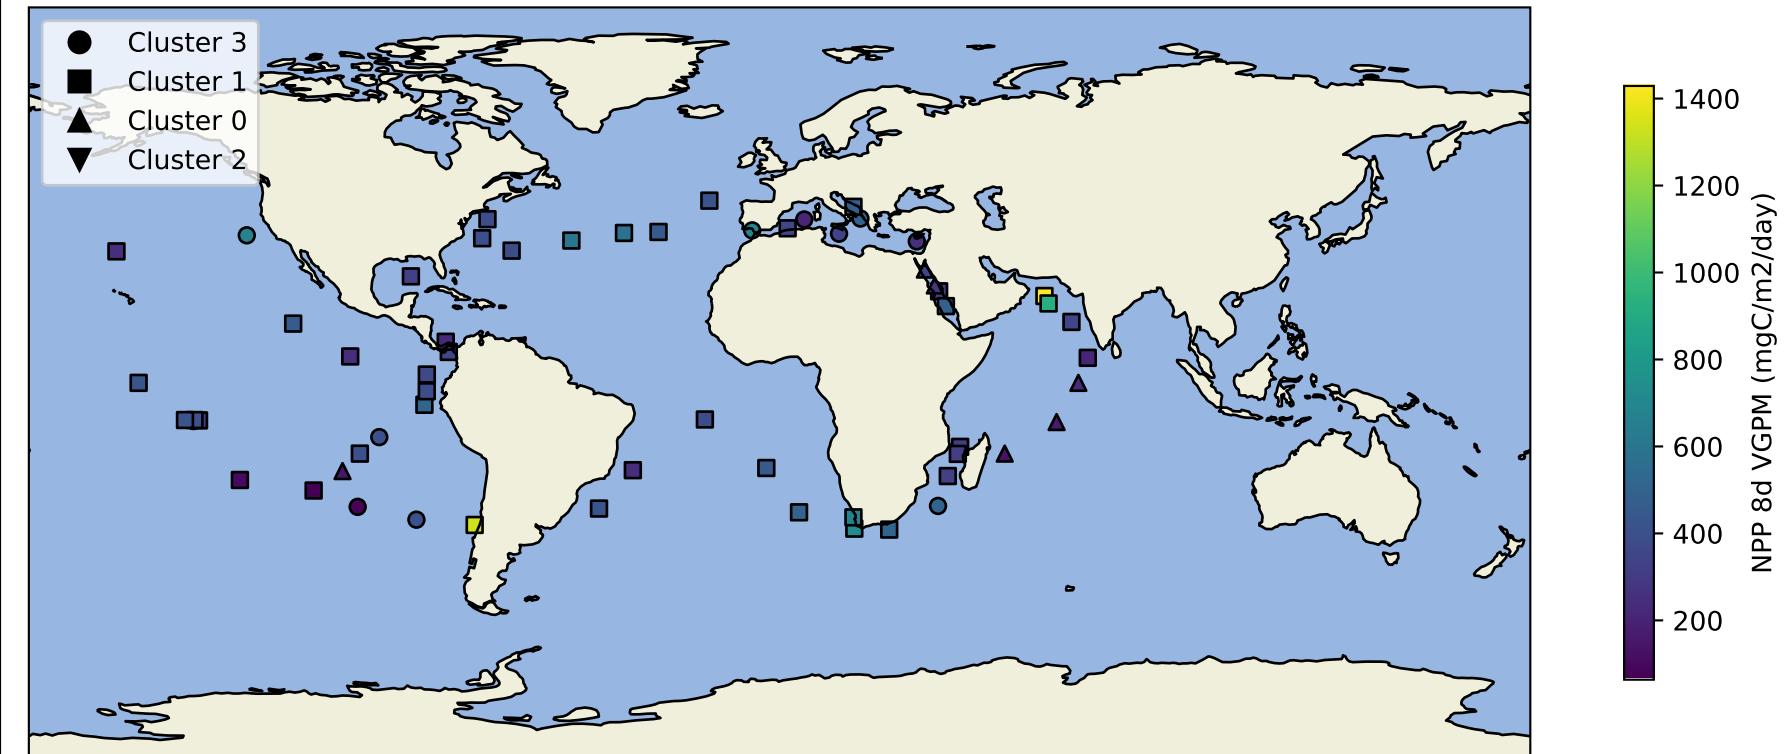 Cluster 3
Cluster 1
Cluster 0
Cluster 2
1400
1200
1000
800
600
400
200
NPP 8d VGPM (mgC/m2/day)